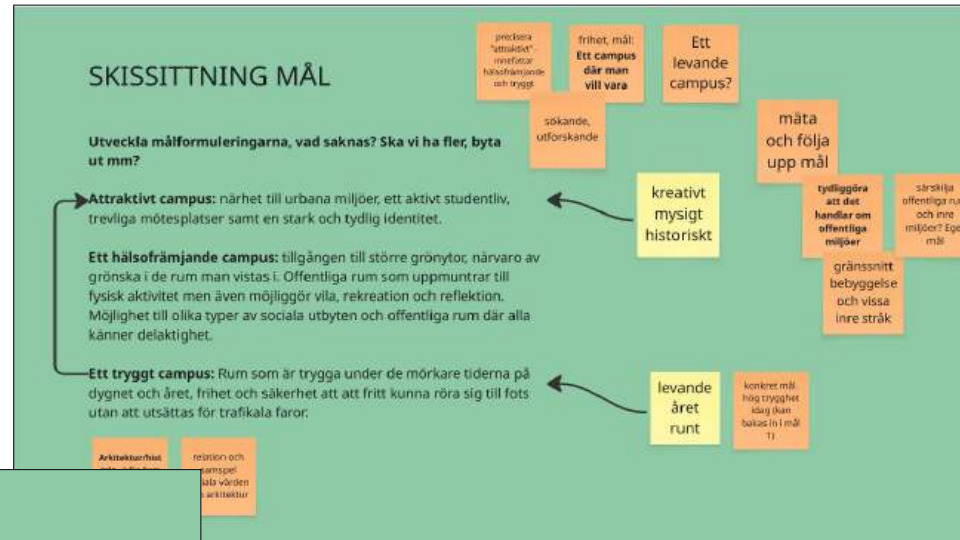 SKISSITTNING MÅL
Utveckla målformuleringarna, vad saknas? Ska vi ha fler, byta
ut mm?
Attraktivt campus: närhet till urbana miljöer, ett aktivt studentliv,
trevliga mötesplatser samt en stark och tydlig identitet.
Ett hälsofrämjande campus: tillgången till större grönytor, närvaro av
grönska i de rum man vistas i. Offentliga rum som uppmuntrar till
fysisk aktivitet men även möjliggör vila, rekreation och reflektion.
Möjlighet till olika typer av sociala utbyten och offentliga rum där alla
känner delaktighet.
Ett tryggt campus: Rum som är trygga under de mörkare tiderna på
dygnet och året, frihet och säkerhet att att fritt kunna röra sig till fots
utan att utsättas för trafikala faror.
precisera
"attraktivt" -
innefattar
hälsofrämjande
och tryggt
frihet, mål:
Ett campus
där man
vill vara
Ett
levande
campus?
sökande,
utforskande
mäta
och följa
upp mål
kreativt
mysigt
historiskt
tydliggöra
att det
handlar om
offentliga
miljöer
särskilja
offentliga
och inre
miljöer?
mål
gränssnitt
bebyggelse
och vissa
inre stråk
levande
året
runt
konkret mål
hög trygghet
idag (kan
bakas in i mål
1)
relation och
samspel
värden
arkitektur